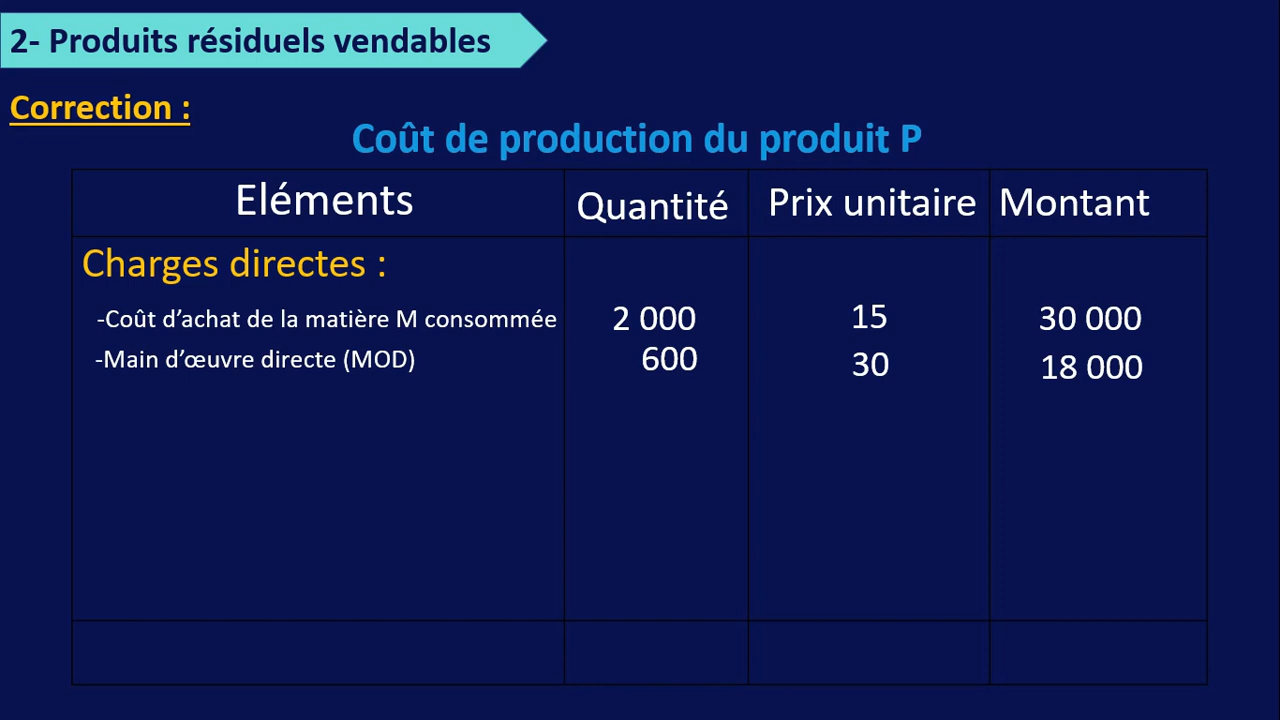 2- Produits résiduels vendables
Correction :
Coût de production du produit P
Eléments Quantité Prix unitaire Montant
Charges directes :
-Coût d’achat de la matière M consommée 2 000 15 30 000
-Main d’œuvre directe (MOD) 600 30 18 000